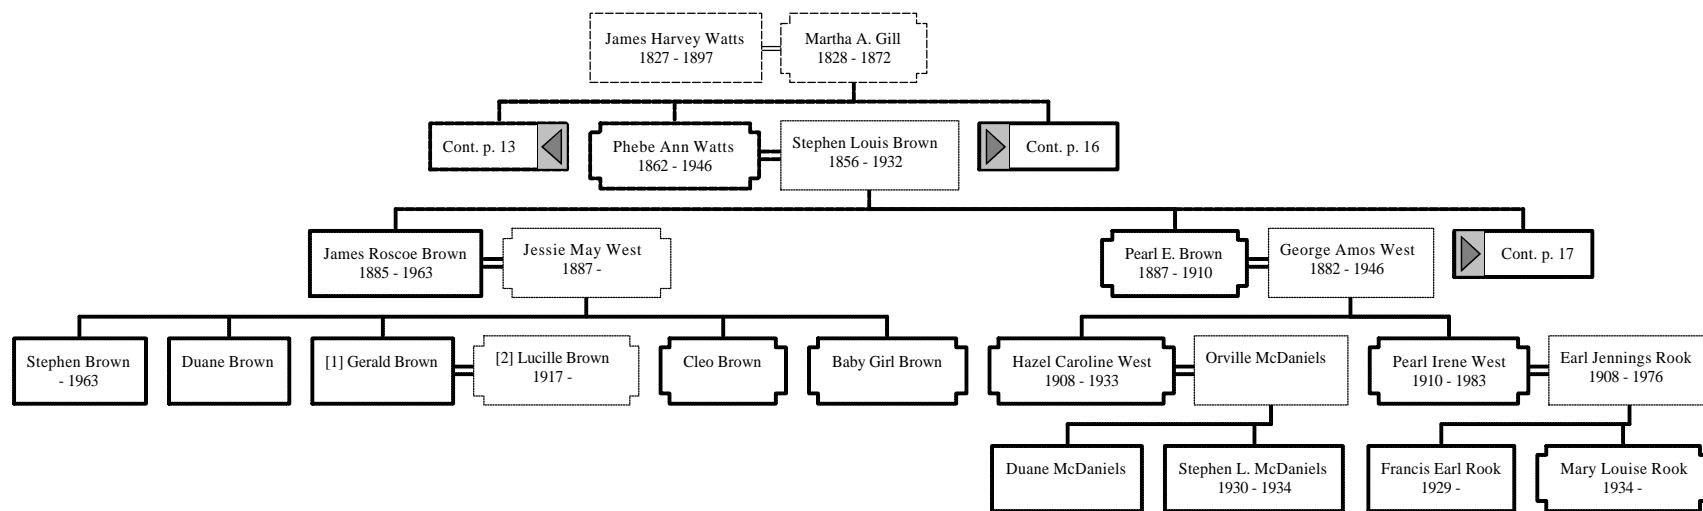 James Harvey Watts
1827 - 1897
Martha A. Gill
1828 - 1872
Cont. p. 13
Phebe Ann Watts
1862 - 1946
Stephen Louis Brown
1856 - 1932
Cont. p. 16
James Roscoe Brown
1885 - 1963
Jessie May West
1887 -
Pearl E. Brown
1887 - 1910
George Amos West
1882 - 1946
Cont. p. 17
Stephen Brown
- 1963
Duane Brown
[1] Gerald Brown
[2] Lucille Brown
1917 -
Cleo Brown
Baby Girl Brown
Hazel Caroline West
1908 - 1933
Orville McDaniels
Pearl Irene West
1910 - 1983
Earl Jennings Rook
1908 - 1976
Duane McDaniels
Stephen L. McDaniels
1930 - 1934
Francis Earl Rook
1929 -
Mary Louise Rook
1934 -